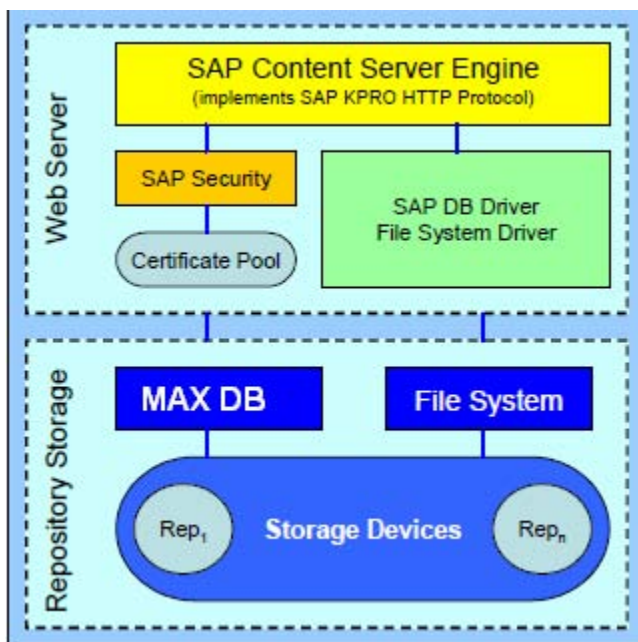 Web Server
SAP Content Server Engine
(implements SAP KPRO HTTP Protocol)
SAP Security
Certificate Pool
SAP DB Driver
File System Driver
Repository Storage
MAX DB
File System
Rep₁
Storage Devices
Repₙ